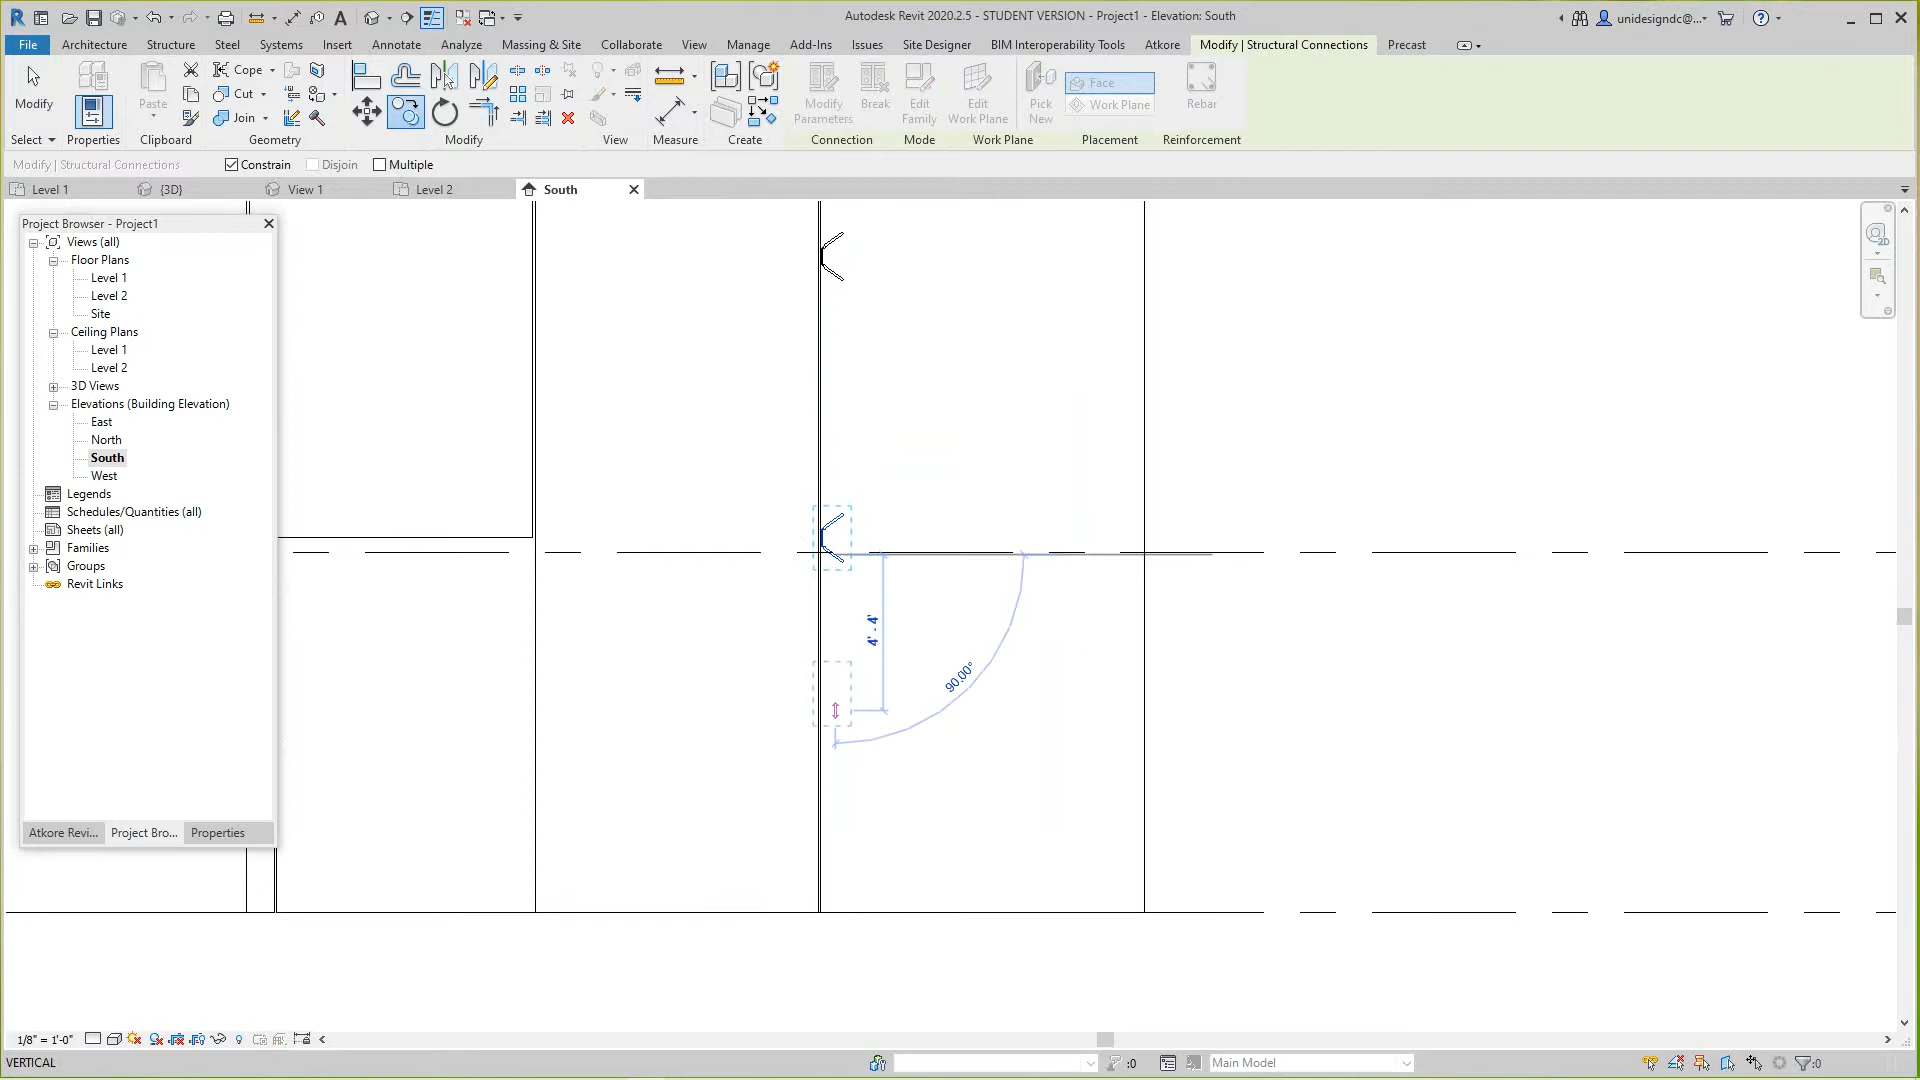 Autodesk Revit 2020.2.5 - STUDENT VERSION - Project1 - Elevation: South
unidesigndc@...
File Architecture Structure Steel Systems Insert Annotate Analyze Massing & Site Collaborate View Manage Add-Ins Issues Site Designer BIM Interoperability Tools Atkore Modify | Structural Connections Precast
Modify Paste Cope Cut Join Modify Parameters Break Edit Family Edit Work Plane Pick New Face Work Plane Rebar
Select Properties Clipboard Geometry Modify View Measure Create Connection Mode Work Plane Placement Reinforcement
Modify | Structural Connections Constrain Disjoin Multiple
Level 1 {3D} View 1 Level 2 South
Project Browser - Project1
Views (all)
Floor Plans
Level 1
Level 2
Site
Ceiling Plans
Level 1
Level 2
3D Views
Elevations (Building Elevation)
East
North
South
West
Legends
Schedules/Quantities (all)
Sheets (all)
Families
Groups
Revit Links
Atkore Revi... Project Bro... Properties
2D
4' - 4'
90.00°
1/8" = 1'-0"
VERTICAL
:0
Main Model
:0